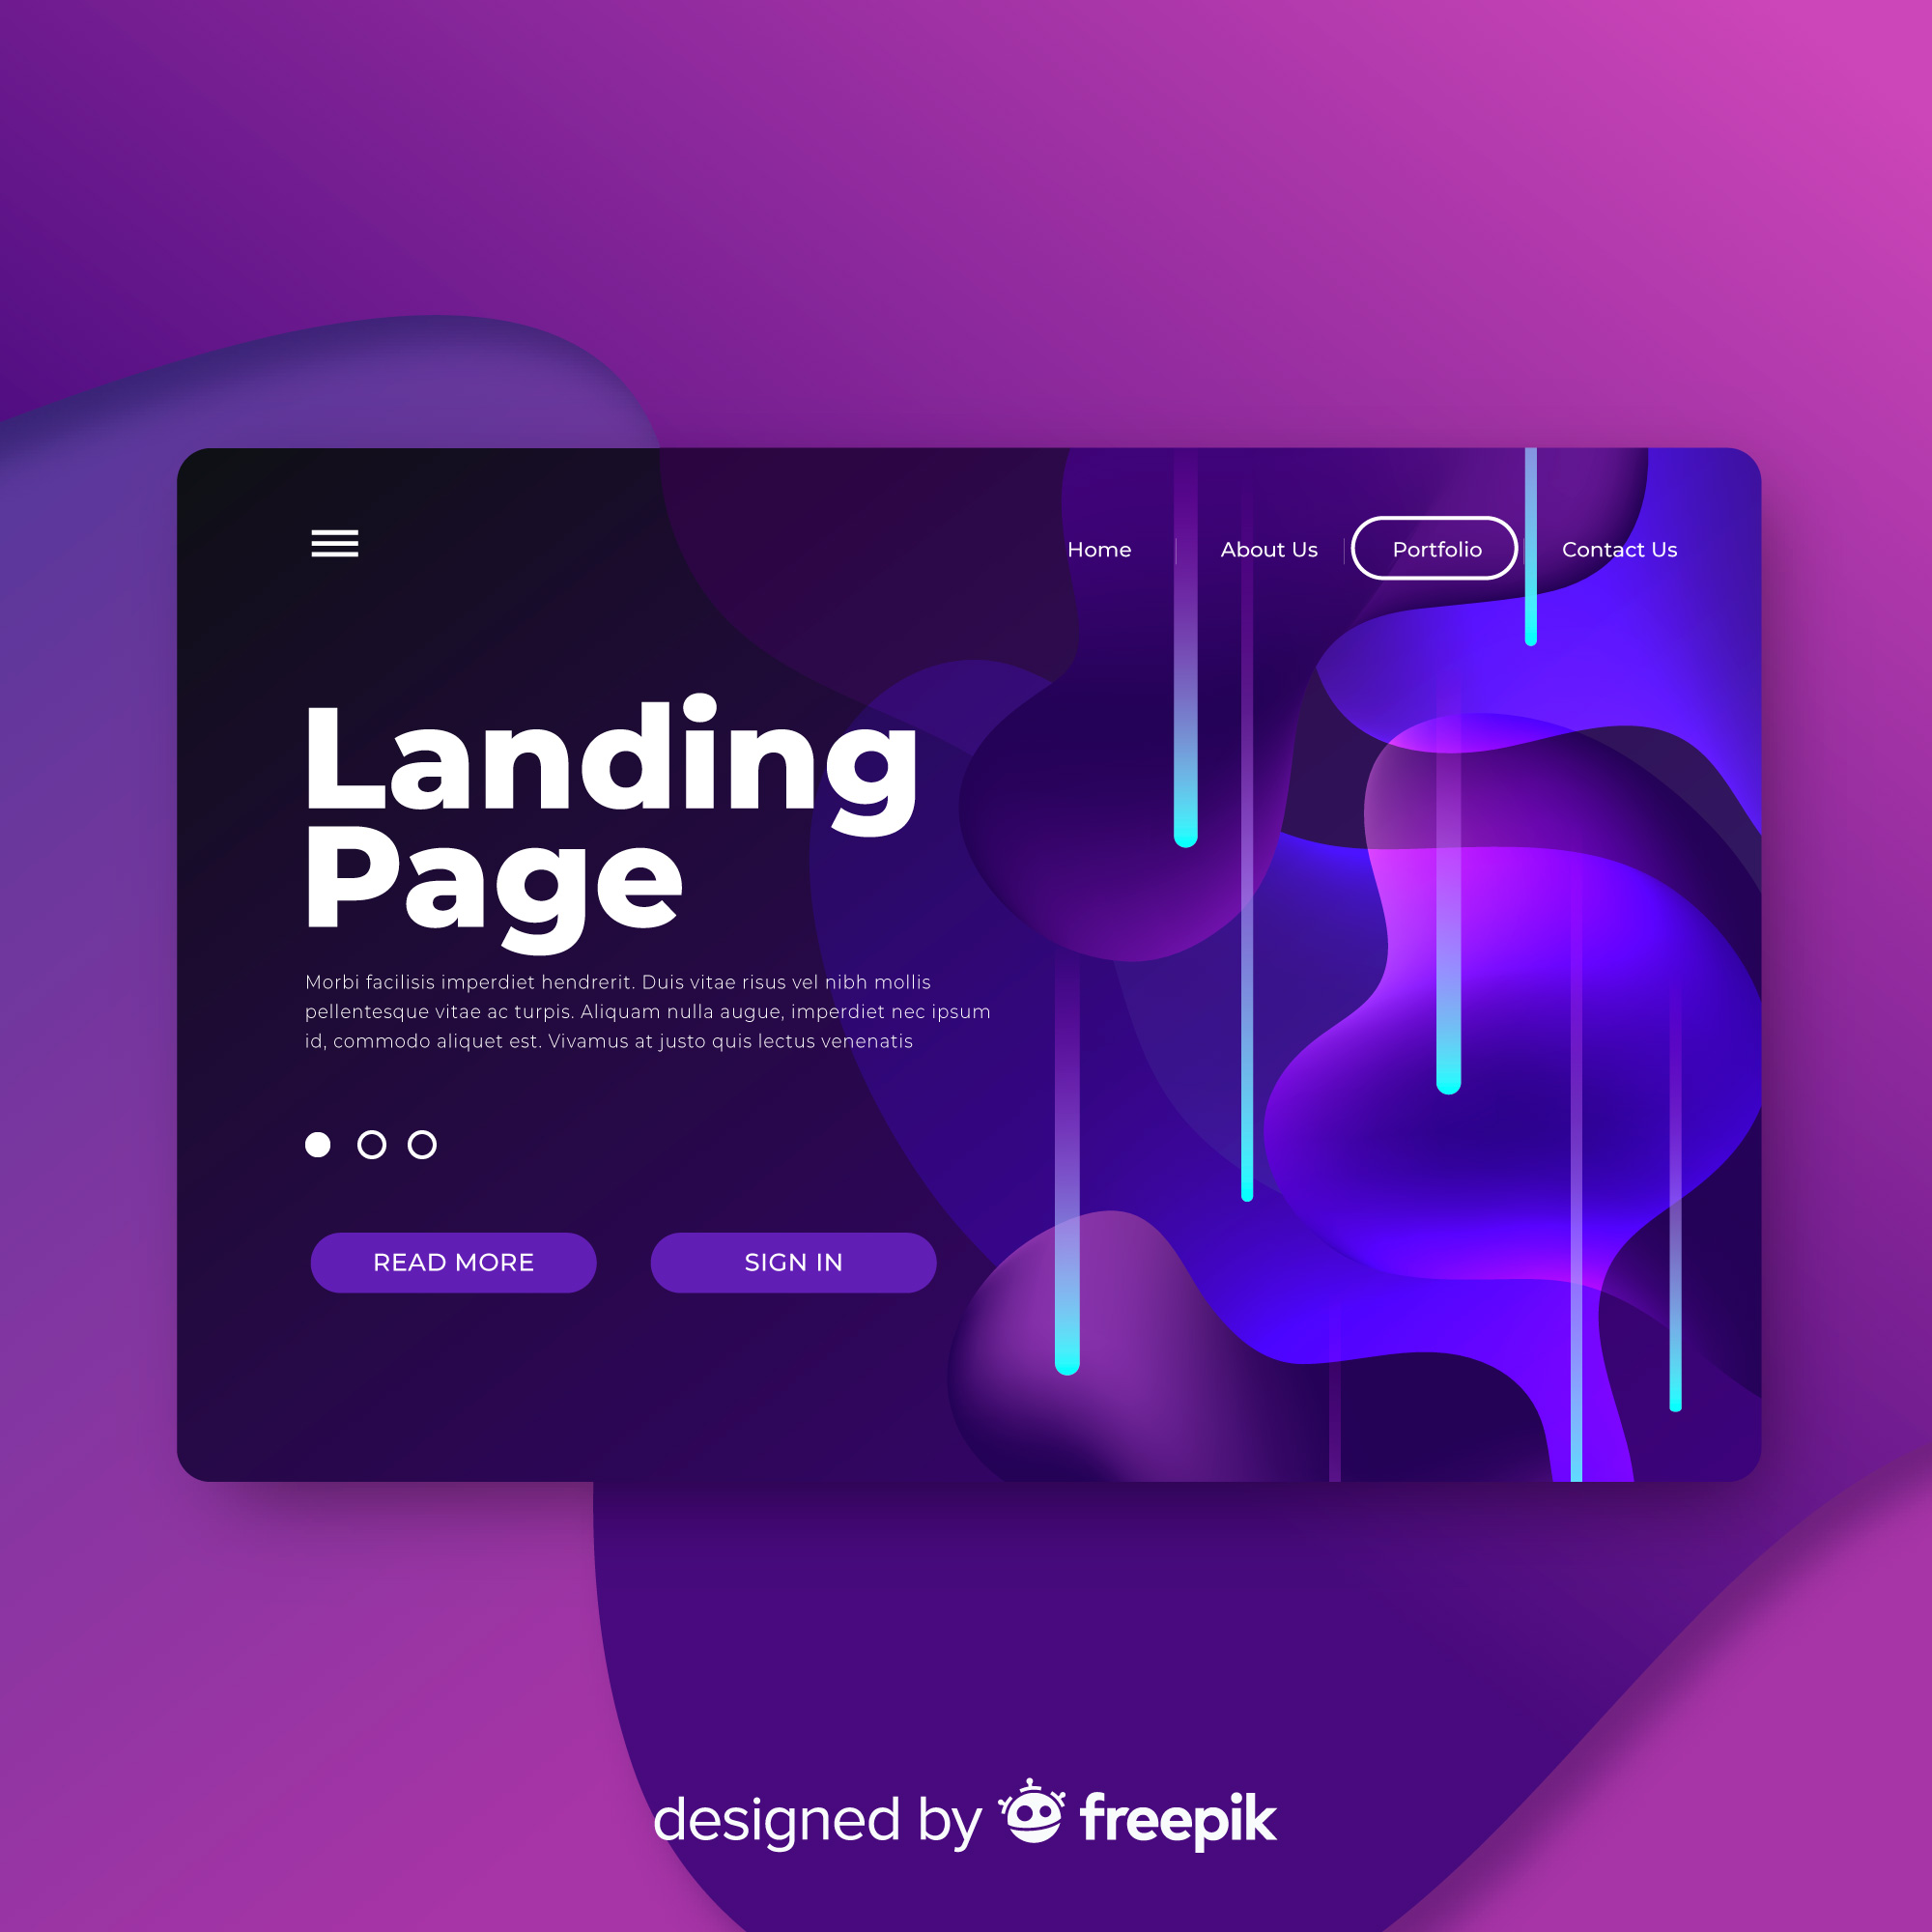 Home About Us Portfolio Contact Us
Landing
Page
Morbi facilisis imperdiet hendrerit. Duis vitae risus vel nibh mollis
pellentesque vitae ac turpis. Aliquam nulla augue, imperdiet nec ipsum
id, commodo aliquet est. Vivamus at justo quis lectus venenatis
READ MORE SIGN IN
designed by freepik